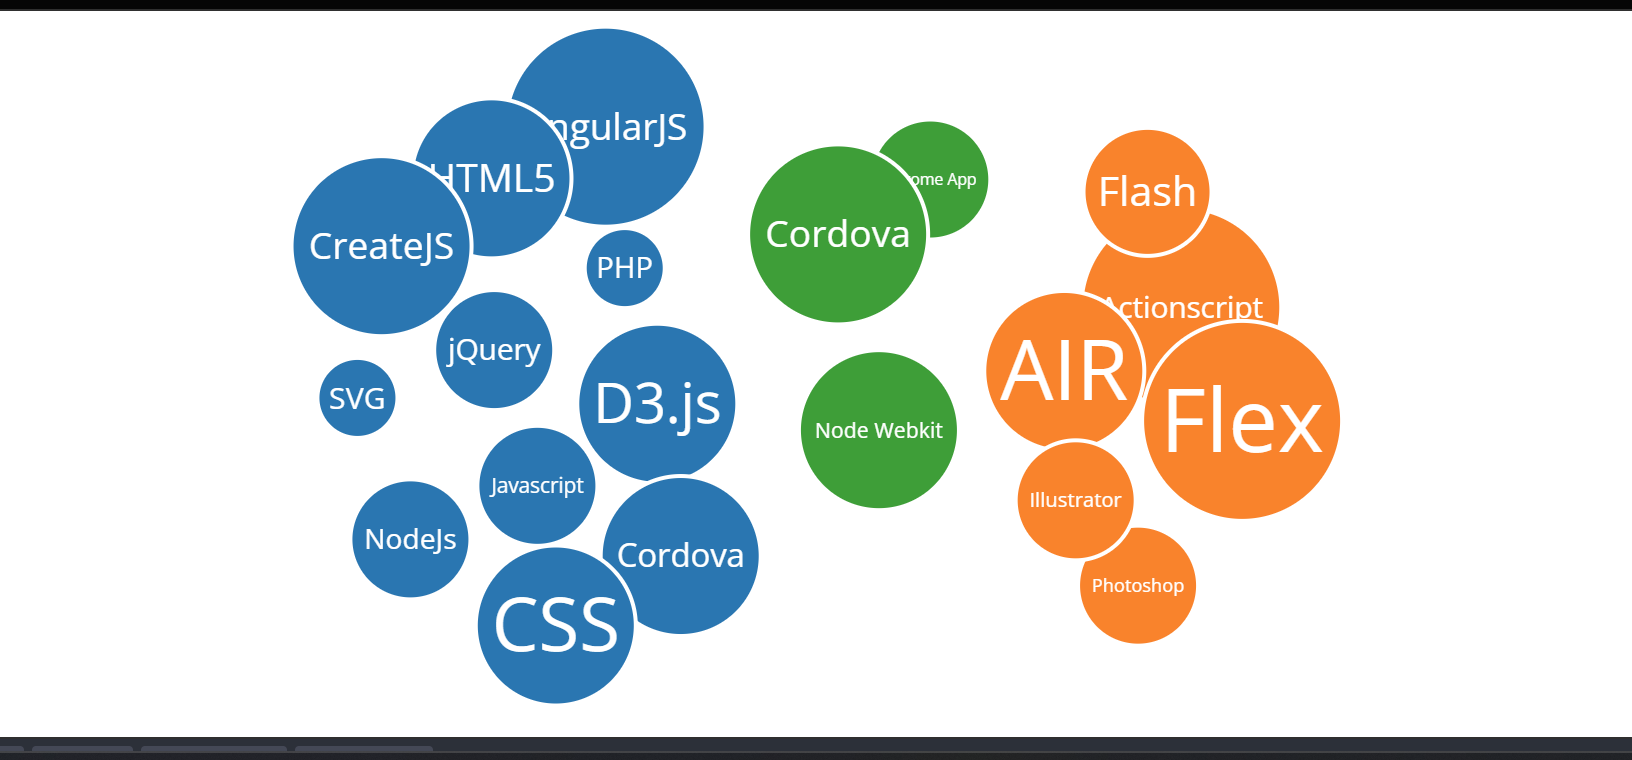 ngularJS
HTML5
CreateJS
PHP
jQuery
SVG
D3.js
Javascript
NodeJs
Cordova
CSS
ome App
Cordova
Node Webkit
Flash
Actionscript
AIR
Flex
Illustrator
Photoshop